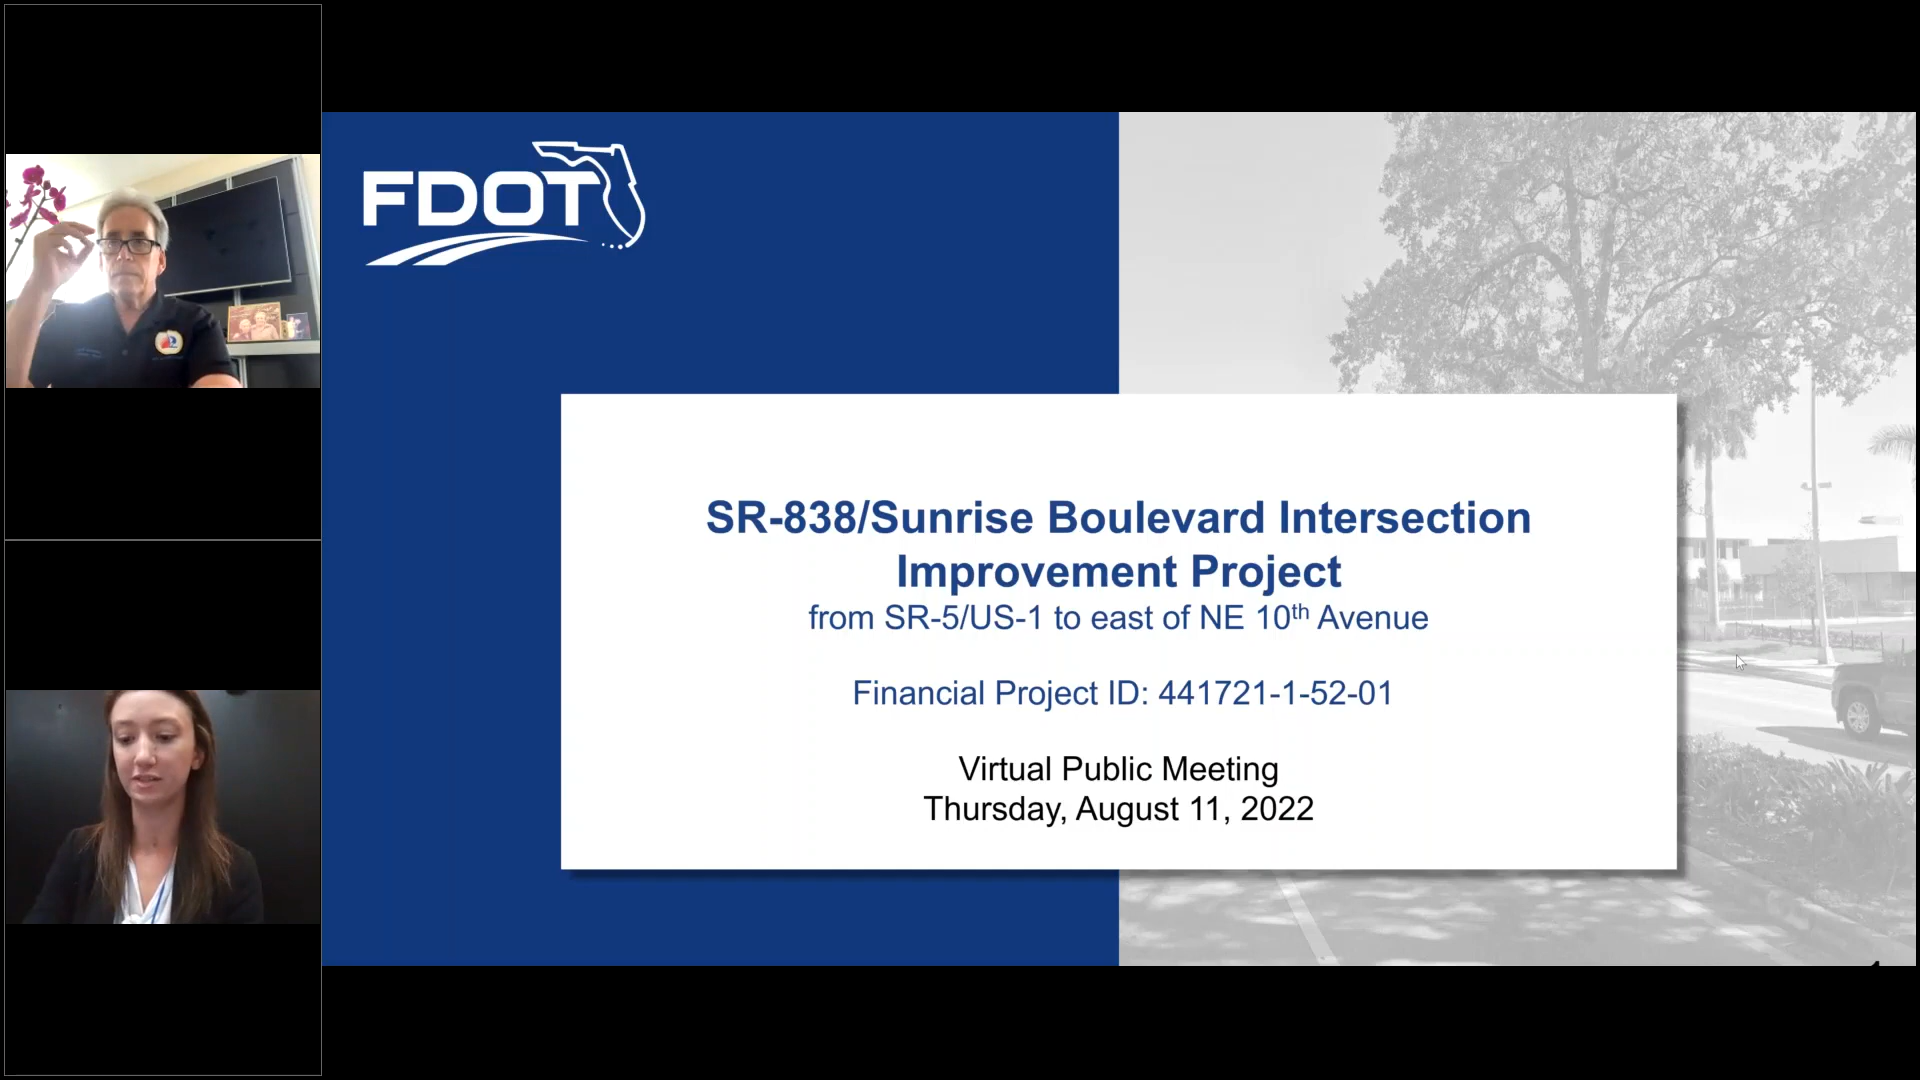 FDOT
SR-838/Sunrise Boulevard Intersection
Improvement Project
from SR-5/US-1 to east of NE 10th Avenue
Financial Project ID: 441721-1-52-01
Virtual Public Meeting
Thursday, August 11, 2022